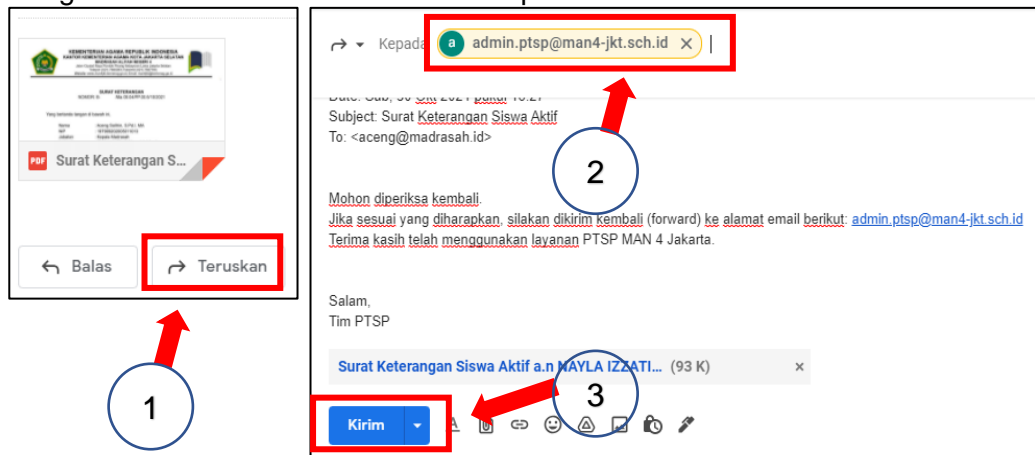 KEMENTERIAN AGAMA REPUBLIK INDONESIA
SURAT KETERANGAN
PDF Surat Keterangan S...
Balas
Teruskan
1
Kepada
a admin.ptsp@man4-jkt.sch.id
2
Subject: Surat Keterangan Siswa Aktif
To: <aceng@madrasah.id>
Mohon diperiksa kembali.
Jika sesuai yang diharapkan, silakan dikirim kembali (forward) ke alamat email berikut: admin.ptsp@man4-jkt.sch.id
Terima kasih telah menggunakan layanan PTSP MAN 4 Jakarta.
Salam,
Tim PTSP
Surat Keterangan Siswa Aktif a.n NAYLA IZZATI... (93 K)
3
Kirim